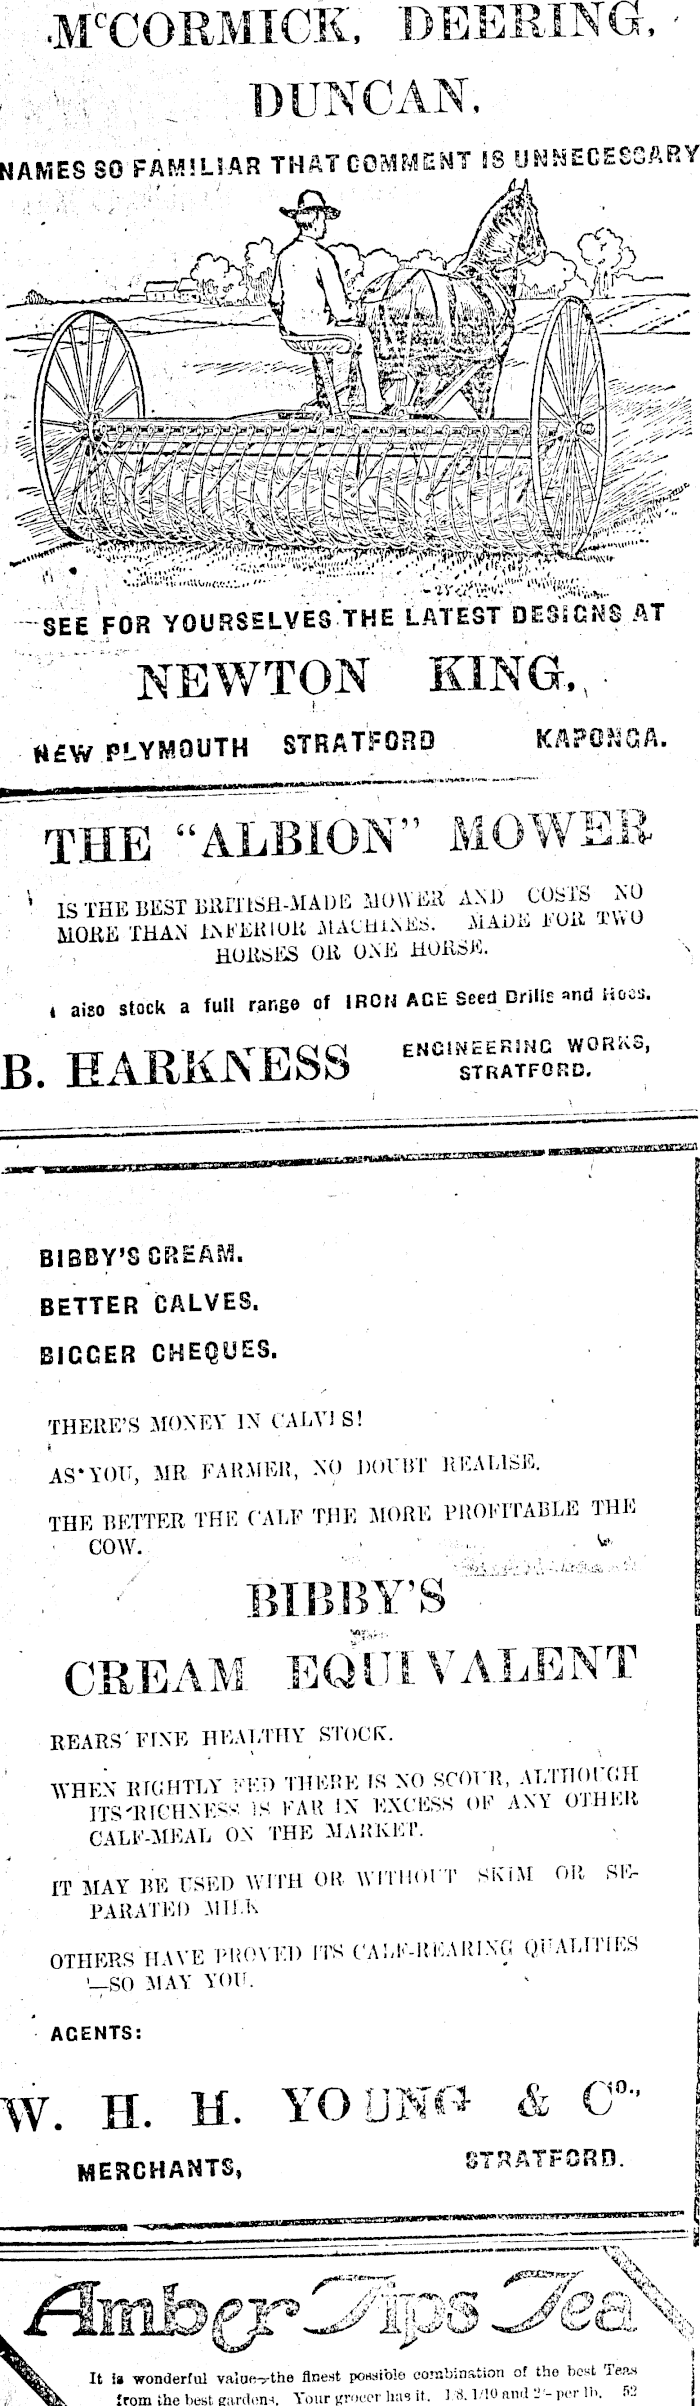 McCORMICK, DEERING,
DUNCAN,
NAMES SO FAMILIAR THAT COMMENT IS UNNECESSARY
SEE FOR YOURSELVES THE LATEST DESIGNS AT
NEWTON KING,
NEW PLYMOUTH STRATFORD KAPONGA.
THE "ALBION" MOWER
IS THE BEST BRITISH-MADE MOWER AND COSTS NO
MORE THAN INFERIOR MACHINES. MADE FOR TWO
HORSES OR ONE HORSE.
I also stock a full range of IRON AGE Seed Drills and Hoes.
B. HARKNESS ENGINEERING WORKS,
STRATFORD.
BIBBY'S CREAM.
BETTER CALVES.
BIGGER CHEQUES.
THERE'S MONEY IN CALVES!
AS YOU, MR FARMER, NO DOUBT REALISE.
THE BETTER THE CALF THE MORE PROFITABLE THE
COW.
BIBBY'S
CREAM EQUIVALENT
REARS FINE HEALTHY STOCK.
WHEN RIGHTLY FED THERE IS NO SCOUR, ALTHOUGH
ITS RICHNESS IS FAR IN EXCESS OF ANY OTHER
CALF-MEAL ON THE MARKET.
IT MAY BE USED WITH OR WITHOUT SKIM OR SE-
PARATED MILK
OTHERS HAVE PROVED ITS CALF-REARING QUALITIES
—SO MAY YOU.
AGENTS:
W. H. H. YOUNG & Co.,
MERCHANTS, STRATFORD.
Amber Tips Tea
It is wonderful value—the finest possible combination of the best Teas
from the best gardens. Your grocer has it. 1/8, 1/10 and 2/- per lb. 52